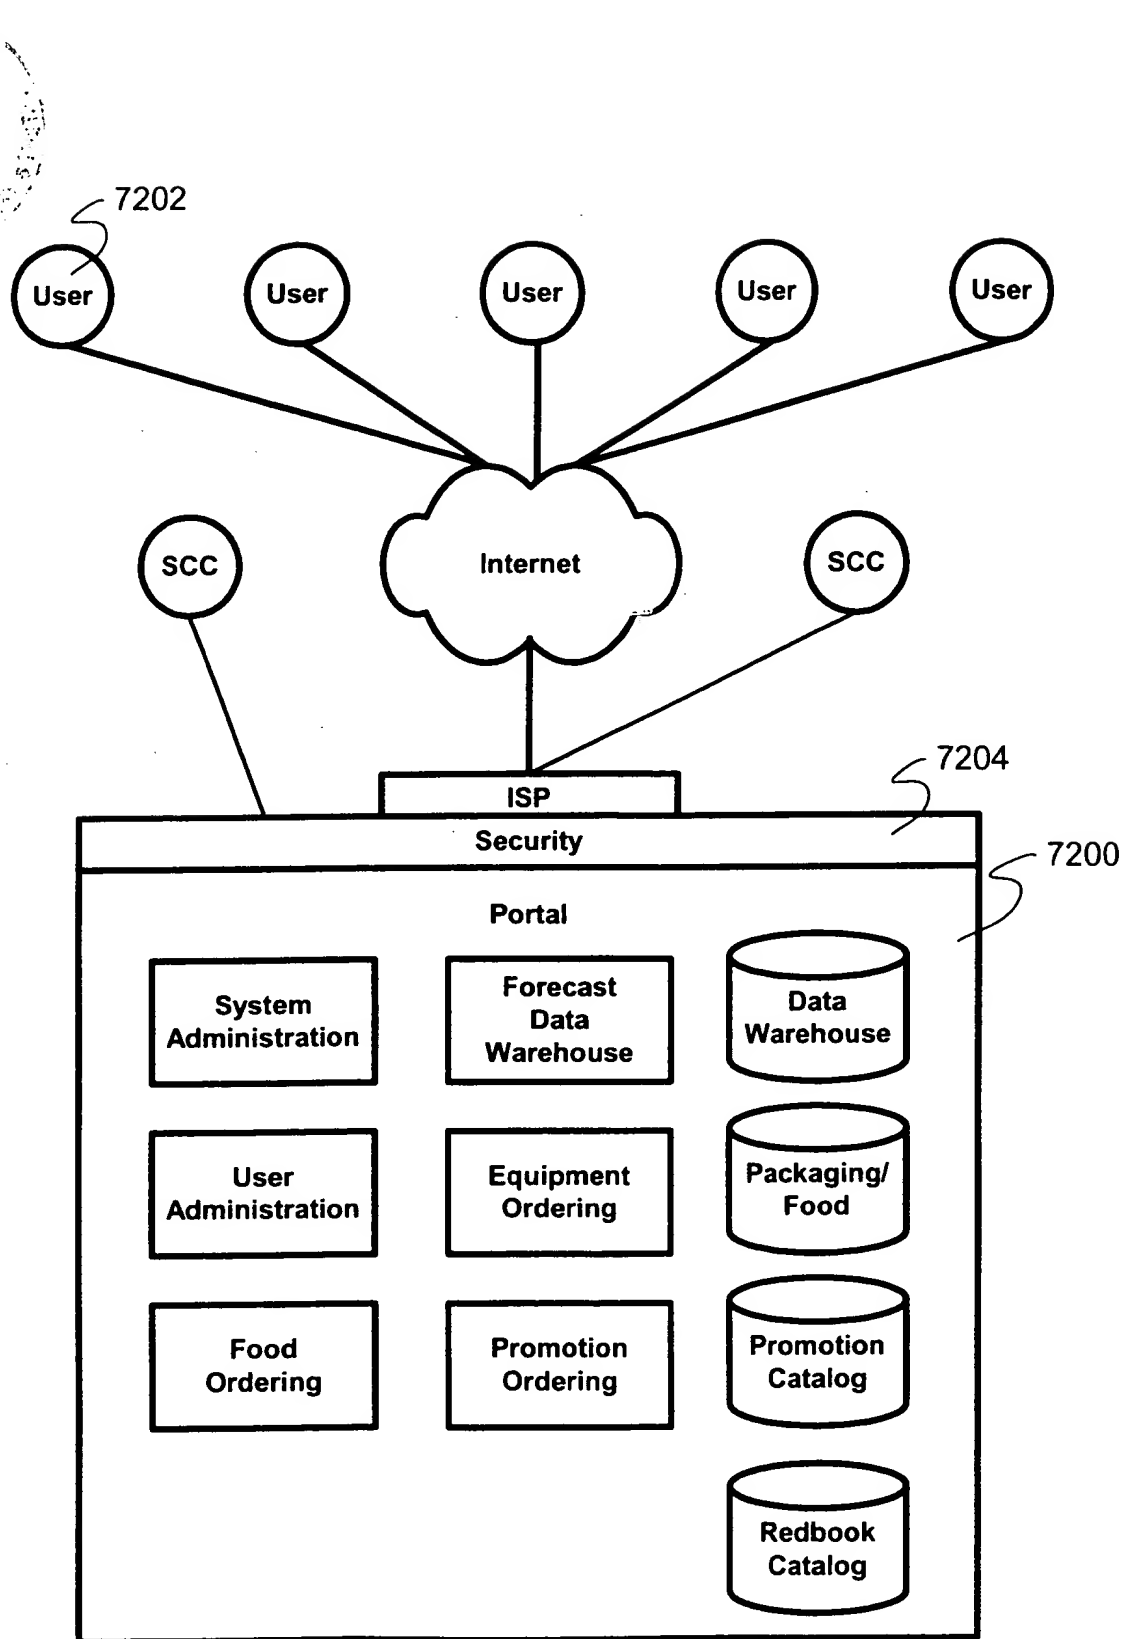 7202
User
User
User
User
User
SCC
Internet
SCC
7204
ISP
Security
7200
Portal
System
Administration
Forecast
Data
Warehouse
Data
Warehouse
User
Administration
Equipment
Ordering
Packaging/
Food
Food
Ordering
Promotion
Ordering
Promotion
Catalog
Redbook
Catalog